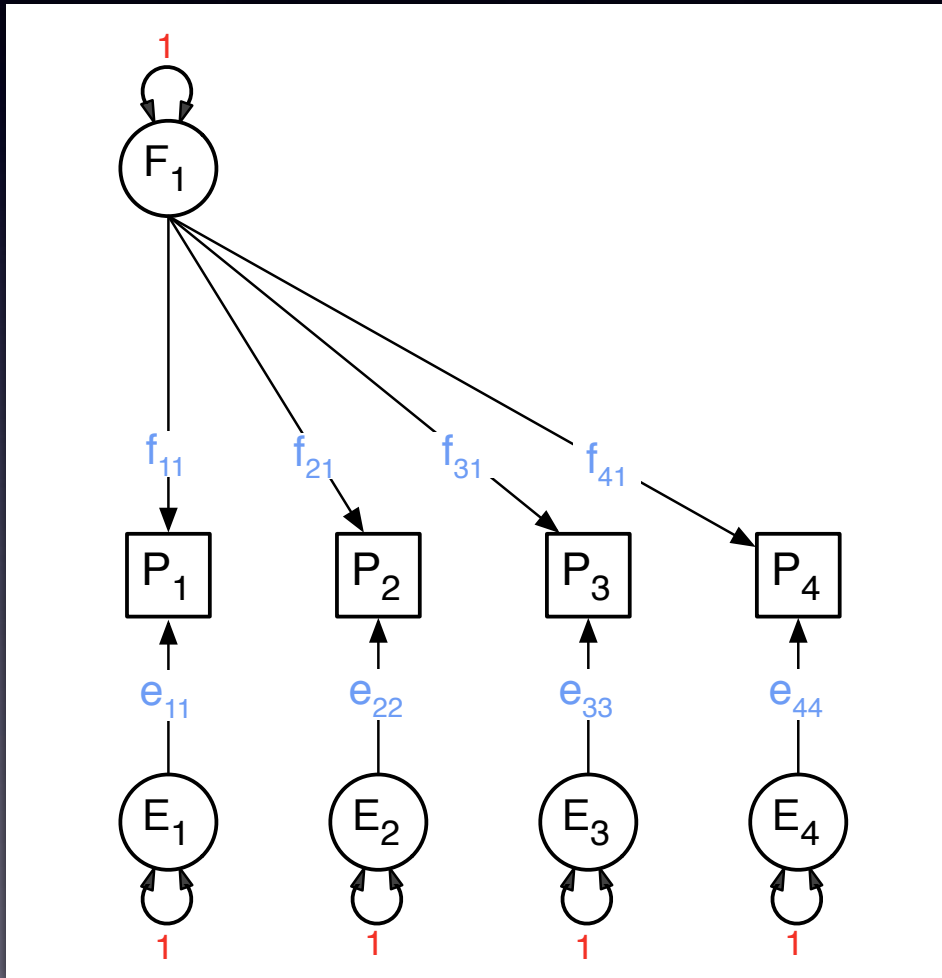 1
F₁
f₁₁ f₂₁ f₃₁ f₄₁
P₁ P₂ P₃ P₄
e₁₁ e₂₂ e₃₃ e₄₄
E₁ E₂ E₃ E₄
1 1 1 1